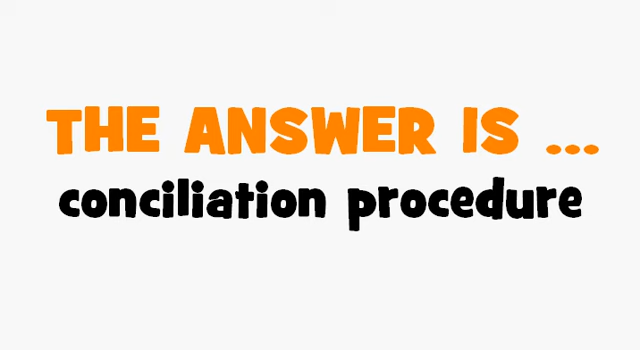 THE ANSWER IS ...
conciliation procedure